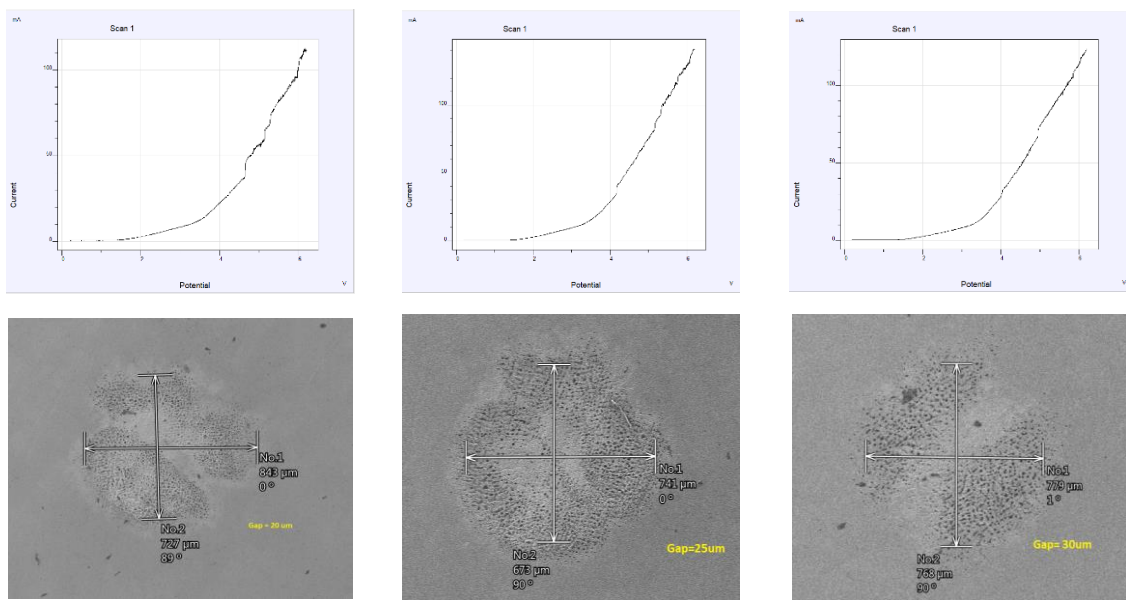 mA
Scan 1
100
50
0
Current
0
2
4
6
Potential
V
mA
Scan 1
100
50
0
Current
0
2
4
6
Potential
V
mA
Scan 1
100
50
0
Current
0
2
4
6
Potential
V
No.1
843 µm
0 °
No.2
727 µm
89 °
Gap = 20 um
No.1
741 µm
0 °
No.2
673 µm
90 °
Gap=25um
No.1
779 µm
1 °
No.2
768 µm
90 °
Gap= 30um